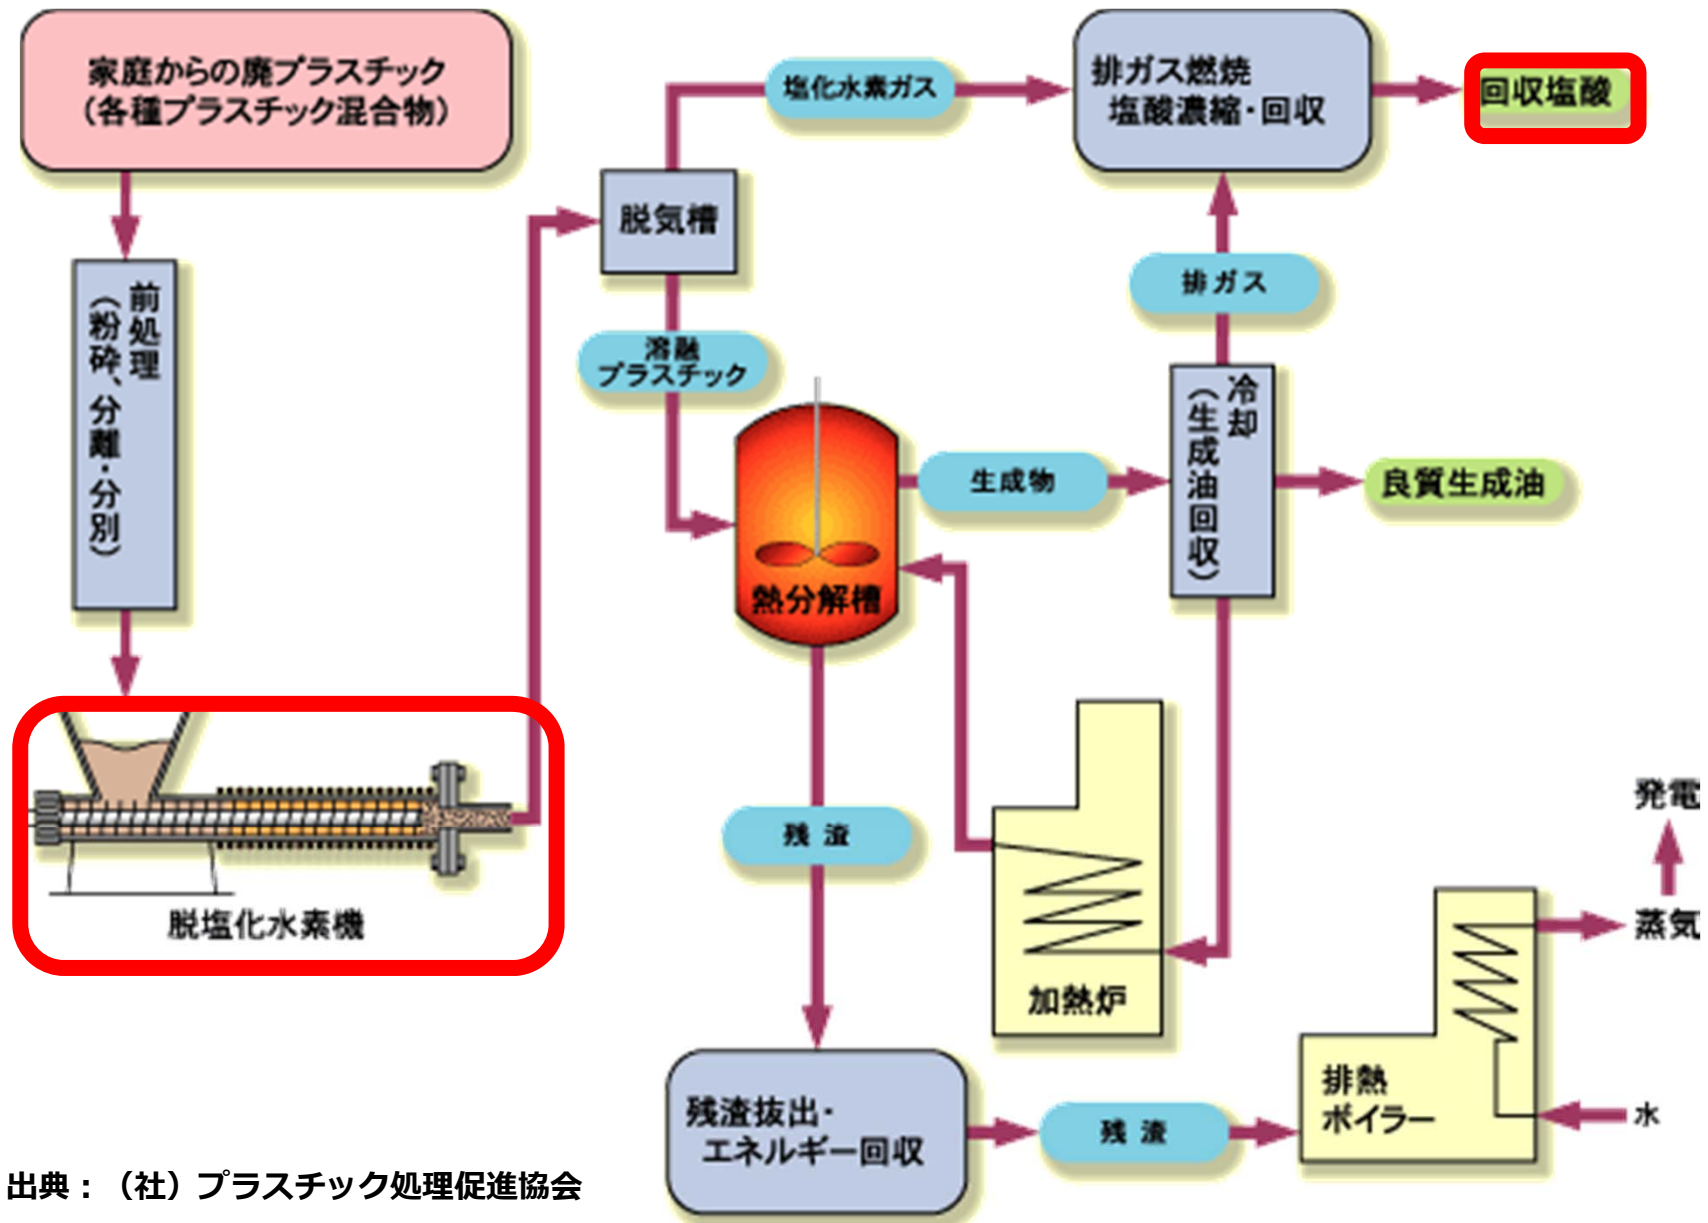 家庭からの廃プラスチック
（各種プラスチック混合物）
前処理
（粉砕、分離・分別）
脱塩化水素機
脱気槽
塩化水素ガス
排ガス燃焼
塩酸濃縮・回収
回収塩酸
溶融
プラスチック
熱分解槽
生成物
排ガス
冷却
（生成油回収）
良質生成油
加熱炉
残渣
残渣抜出・
エネルギー回収
残渣
排熱
ボイラー
水
蒸気
発電
出典：（社）プラスチック処理促進協会